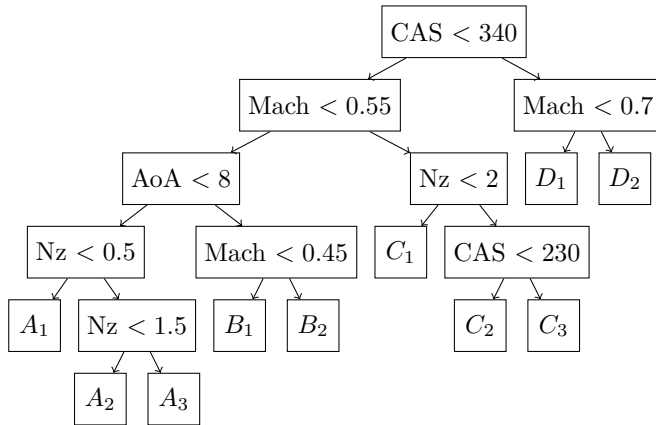 CAS < 340
Mach < 0.55
Mach < 0.7
AoA < 8
Nz < 2
D₁
D₂
Nz < 0.5
Mach < 0.45
C₁
CAS < 230
A₁
Nz < 1.5
B₁
B₂
C₂
C₃
A₂
A₃